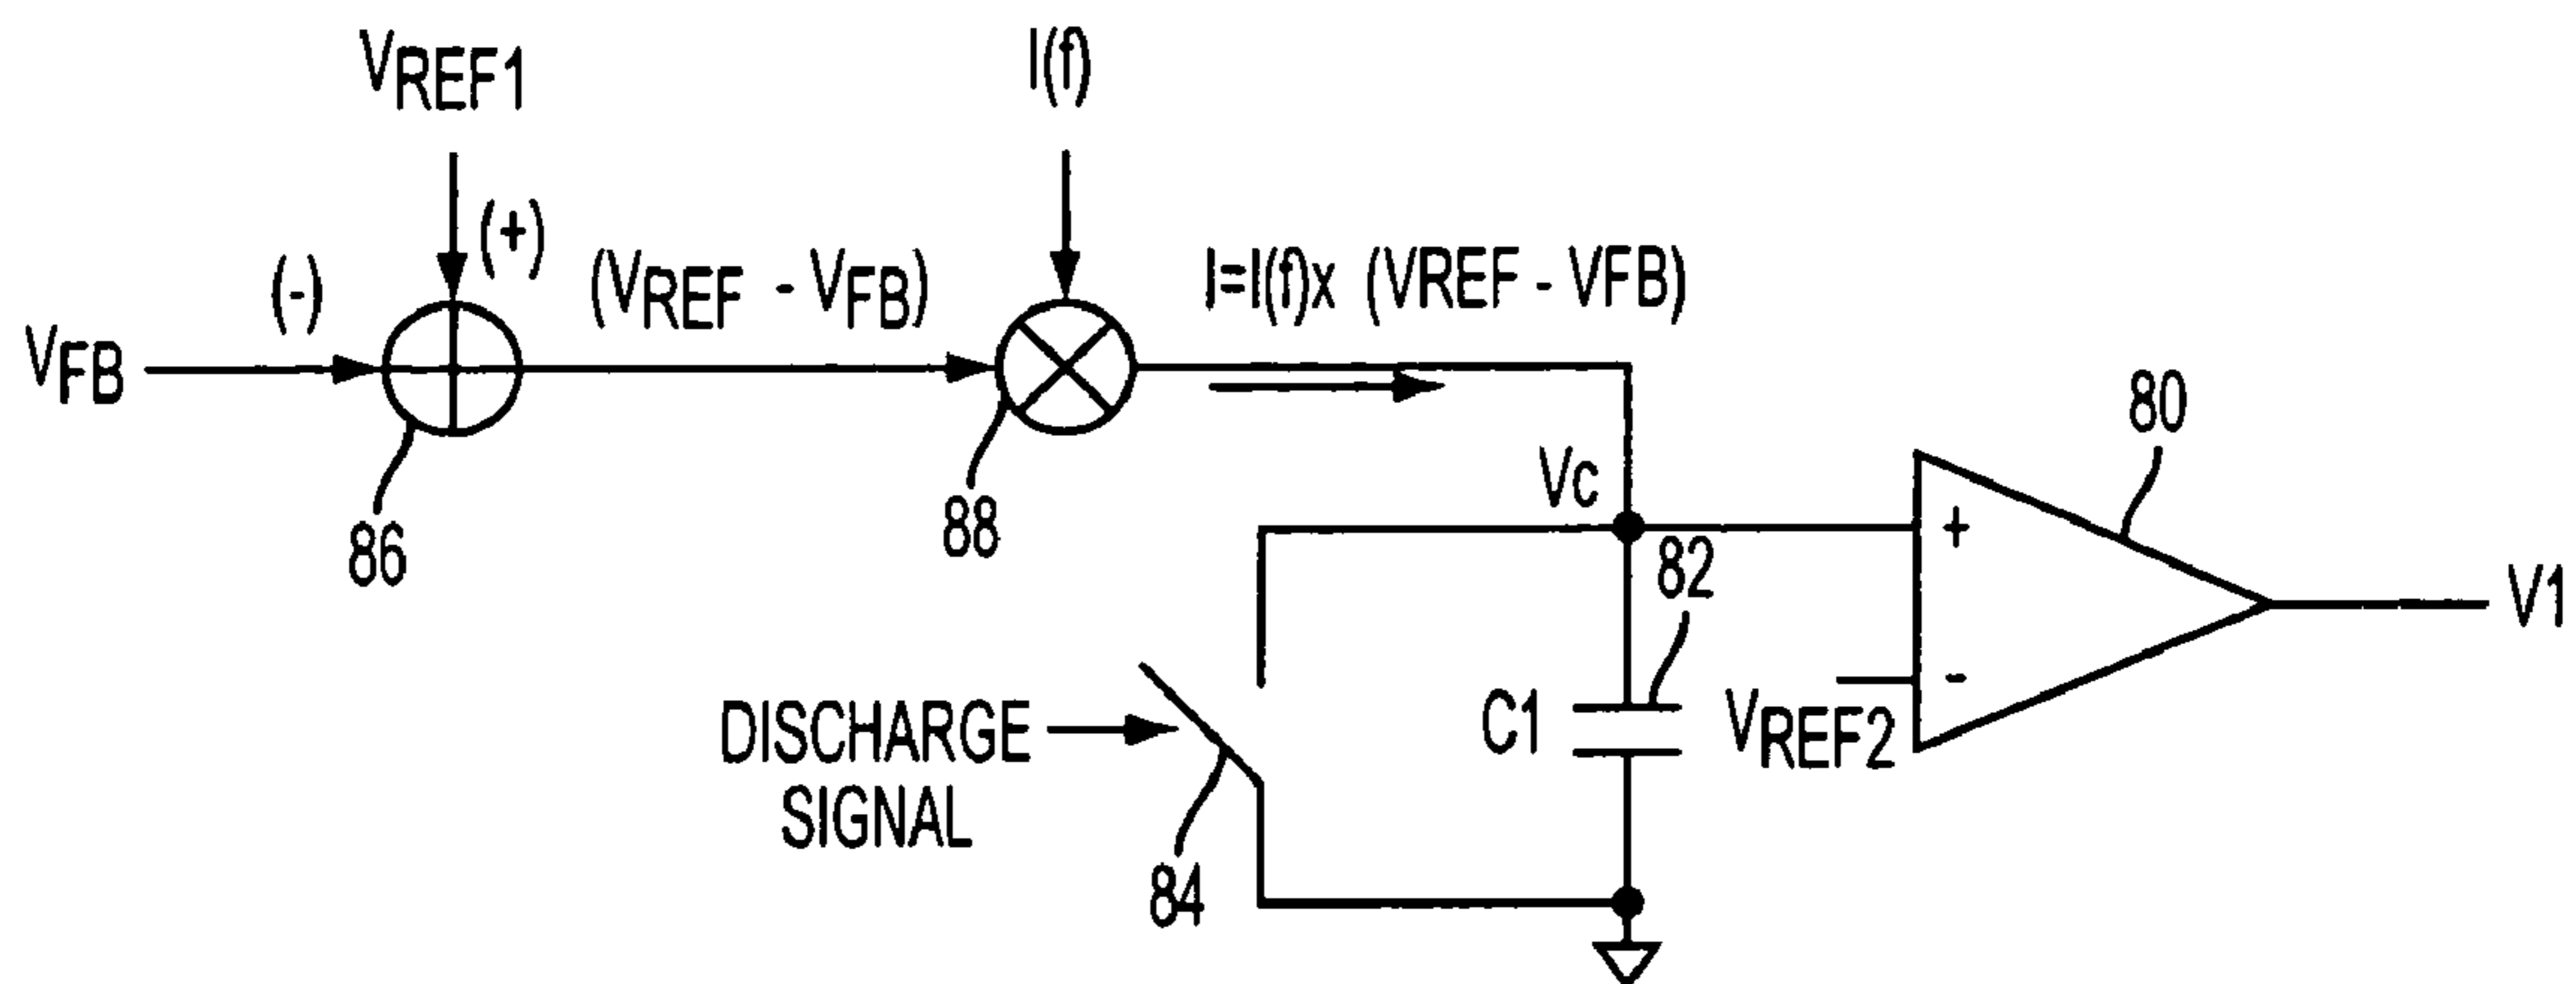 VREF1
I(f)
(+)
(-)
(VREF - VFB)
I=I(f)x (VREF - VFB)
VFB
80
Vc
86
88
+
82
V1
DISCHARGE
SIGNAL
C1
VREF2
-
84